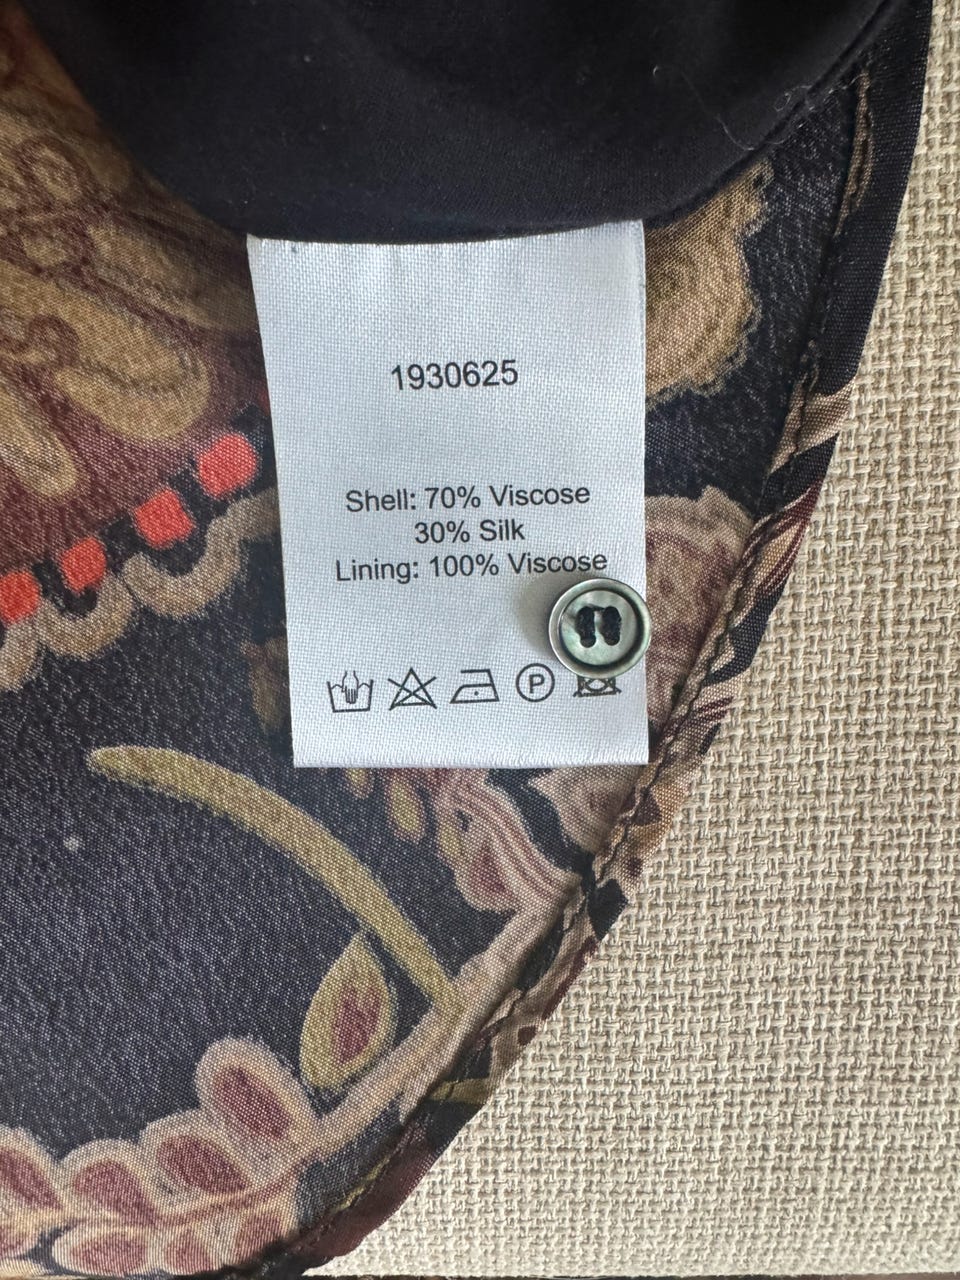 1930625
Shell: 70% Viscose
30% Silk
Lining: 100% Viscose
P